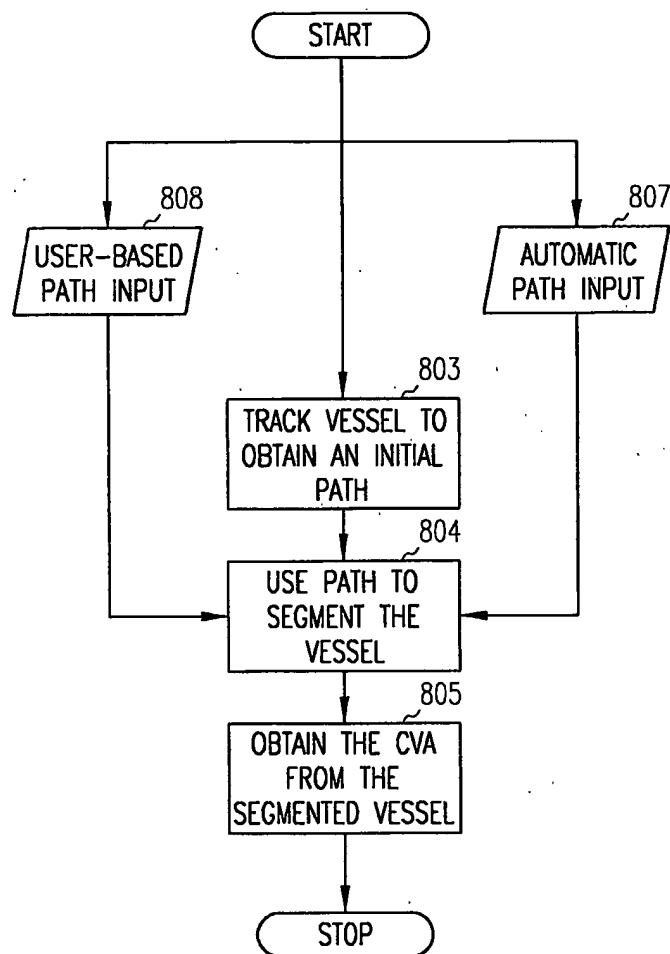 START
808
USER-BASED
PATH INPUT
807
AUTOMATIC
PATH INPUT
803
TRACK VESSEL TO
OBTAIN AN INITIAL
PATH
804
USE PATH TO
SEGMENT THE
VESSEL
805
OBTAIN THE CVA
FROM THE
SEGMENTED VESSEL
STOP